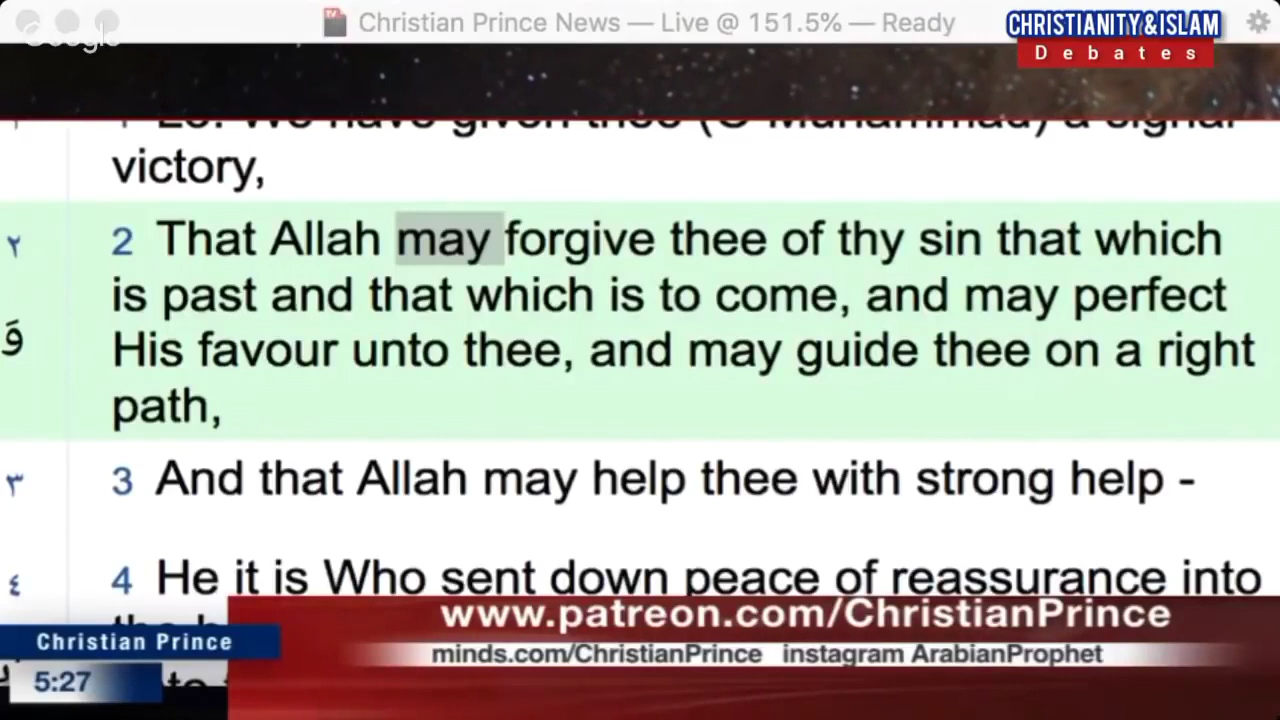 Christian Prince News — Live @ 151.5% — Ready
CHRISTIANITY&ISLAM
Debates
Google
victory,
٢
2 That Allah may forgive thee of thy sin that which
is past and that which is to come, and may perfect
وَ
His favour unto thee, and may guide thee on a right
path,
٣
3 And that Allah may help thee with strong help -
٤
4 He it is Who sent down peace of reassurance into
www.patreon.com/ChristianPrince
Christian Prince
minds.com/ChristianPrince instagram ArabianProphet
5:27